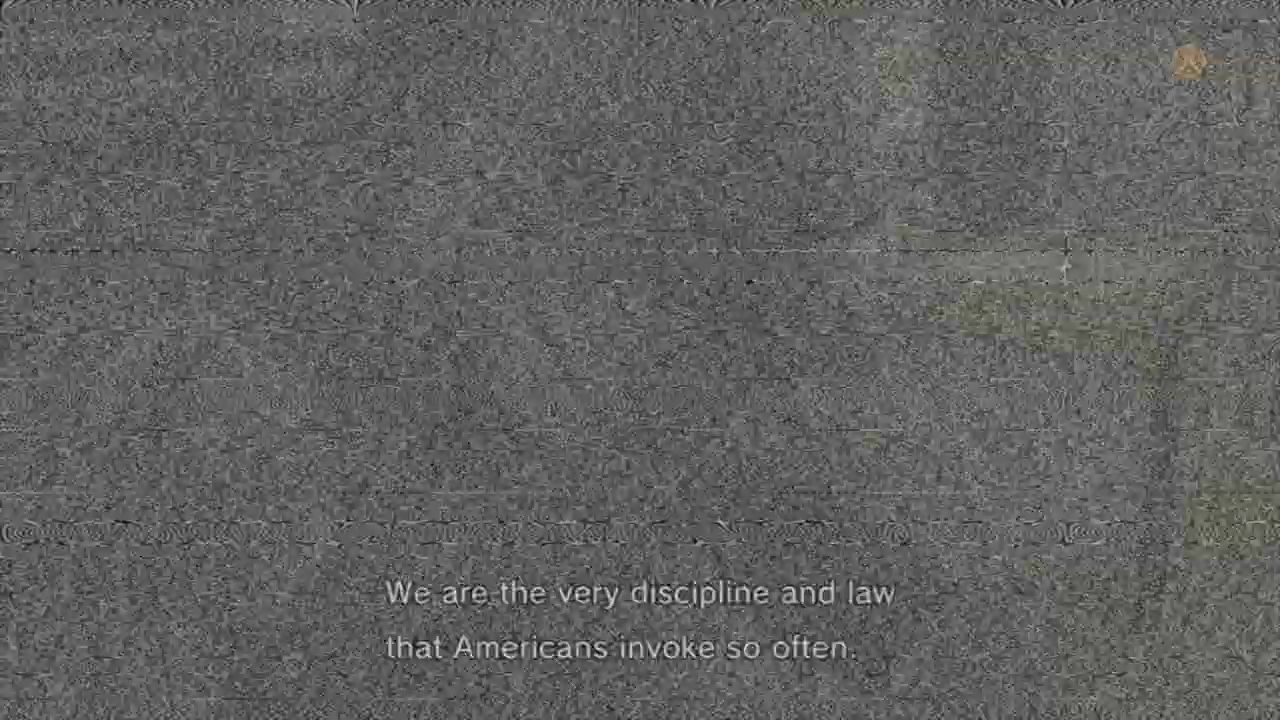 We are the very discipline and law
that Americans invoke so often.